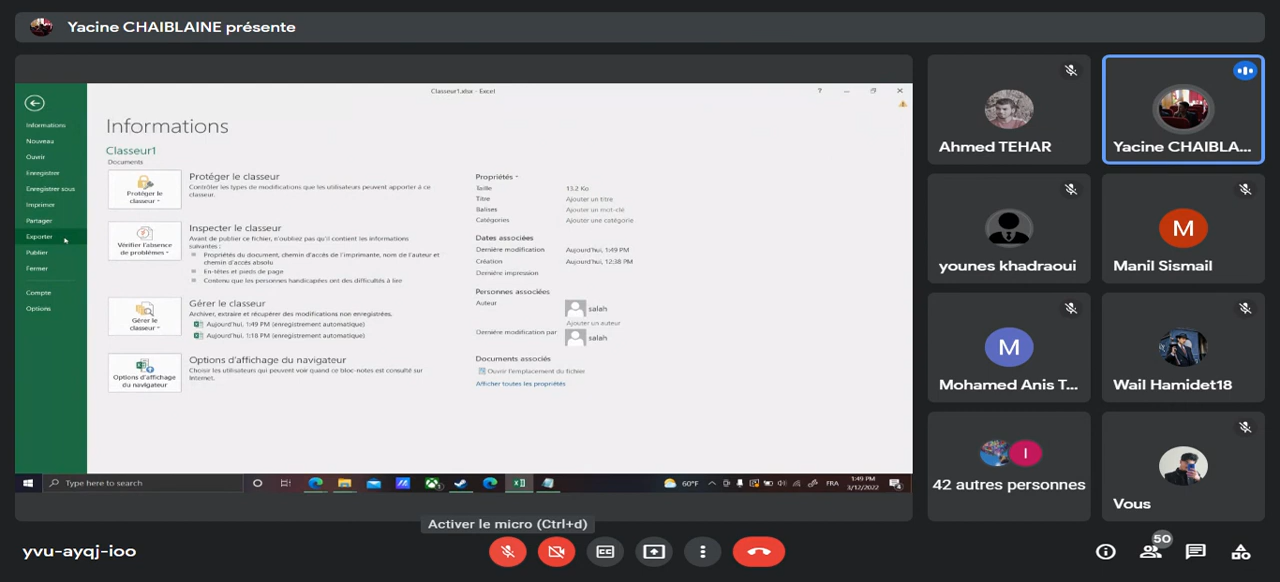 Yacine CHAIBLAINE présente
Classeur1.xlsx - Excel
?
Informations
Nouveau
Ouvrir
Enregistrer
Enregistrer sous
Imprimer
Partager
Exporter
Publier
Fermer
Compte
Options
Informations
Classeur1
Documents
Protéger le
classeur
Protéger le classeur
Contrôler les types de modifications que les utilisateurs peuvent apporter à ce
classeur.
Vérifier l'absence
de problèmes
Inspecter le classeur
Avant de publier ce fichier, n'oubliez pas qu'il contient les informations
suivantes :
Propriétés du document, chemin d'accès de l'imprimante, nom de l'auteur et
chemin d'accès absolu
En-têtes et pieds de page
Contenu que les personnes handicapées ont des difficultés à lire
Gérer le
classeur
Gérer le classeur
Archiver, extraire et récupérer des modifications non enregistrées.
Aujourd'hui, 1:49 PM (enregistrement automatique)
Aujourd'hui, 1:18 PM (enregistrement automatique)
Options d'affichage
du navigateur
Options d'affichage du navigateur
Choisir les utilisateurs qui peuvent voir quand ce bloc-notes est consulté sur
Internet.
Propriétés
Taille 13.2 Ko
Titre Ajouter un titre
Balises Ajouter un mot-clé
Catégories Ajouter une catégorie
Dates associées
Dernière modification Aujourd'hui, 1:49 PM
Création Aujourd'hui, 12:38 PM
Dernière impression
Personnes associées
Auteur salah
Ajouter un auteur
Dernière modification par salah
Documents associés
Ouvrir l'emplacement du fichier
Afficher toutes les propriétés
Type here to search
60°F
FRA
1:49 PM
3/12/2022
Ahmed TEHAR
Yacine CHAIBLA...
younes khadraoui
M
Manil Sismail
M
Mohamed Anis T...
Wail Hamidet18
I
42 autres personnes
Vous
Activer le micro (Ctrl+d)
yvu-ayqj-ioo
CC
50